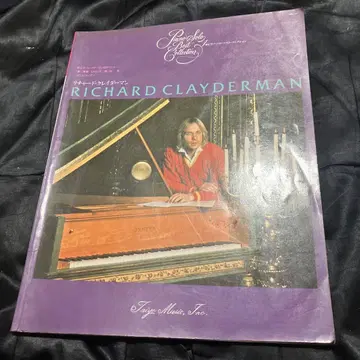 Piano Solo
Best
Collection
リチャード・クレイダーマン
RICHARD CLAYDERMAN
Taiyo Music, Inc.